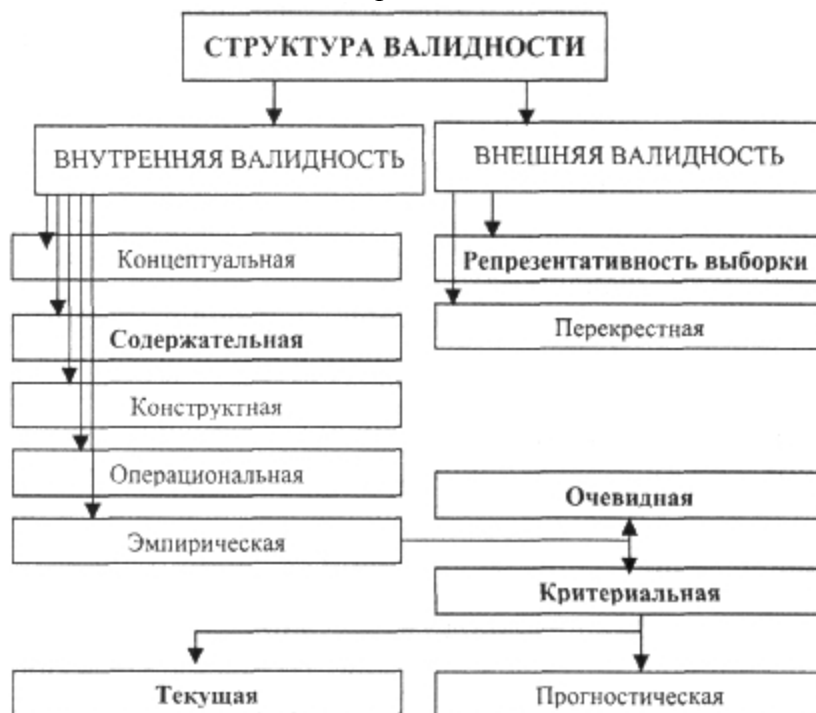 СТРУКТУРА ВАЛИДНОСТИ
ВНУТРЕННЯЯ ВАЛИДНОСТЬ
ВНЕШНЯЯ ВАЛИДНОСТЬ
Концептуальная
Репрезентативность выборки
Содержательная
Перекрестная
Конструктная
Операциональная
Очевидная
Эмпирическая
Критериальная
Текущая
Прогностическая